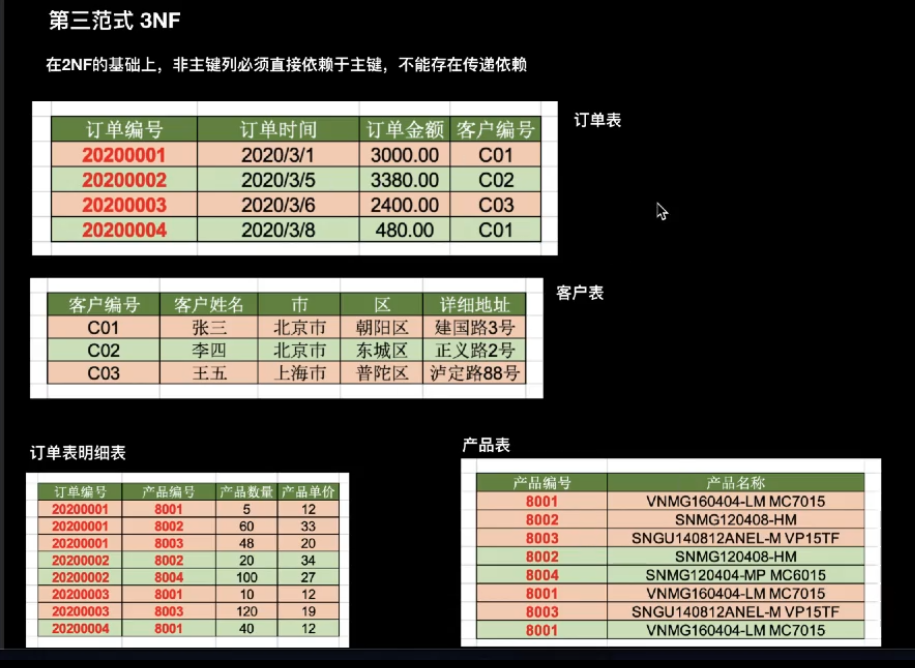 第三范式 3NF
在2NF的基础上，非主键列必须直接依赖于主键，不能存在传递依赖
订单表
订单编号 订单时间 订单金额 客户编号
20200001 2020/3/1 3000.00 C01
20200002 2020/3/5 3380.00 C02
20200003 2020/3/6 2400.00 C03
20200004 2020/3/8 480.00 C01
客户表
客户编号 客户姓名 市 区 详细地址
C01 张三 北京市 朝阳区 建国路3号
C02 李四 北京市 东城区 正义路2号
C03 王五 上海市 普陀区 泸定路88号
订单表明细表
订单编号 产品编号 产品数量 产品单价
20200001 8001 5 12
20200001 8002 60 33
20200001 8003 48 20
20200002 8002 20 34
20200002 8004 100 27
20200003 8001 10 12
20200003 8003 120 19
20200004 8001 40 12
产品表
产品编号 产品名称
8001 VNMG160404-LM MC7015
8002 SNMG120408-HM
8003 SNGU140812ANEL-M VP15TF
8002 SNMG120408-HM
8004 SNMG120404-MP MC6015
8001 VNMG160404-LM MC7015
8003 SNGU140812ANEL-M VP15TF
8001 VNMG160404-LM MC7015